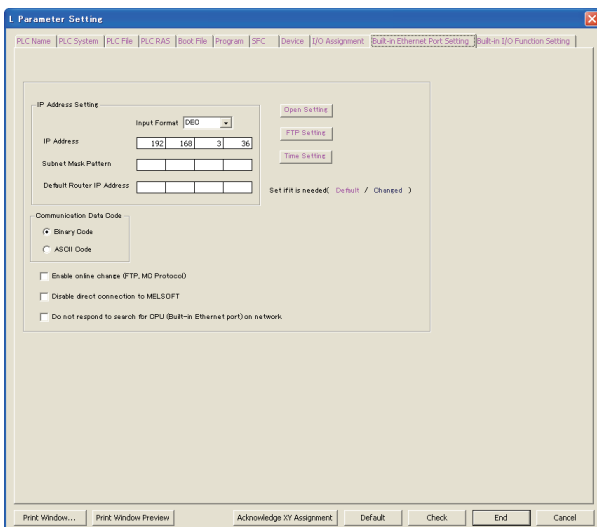 L Parameter Setting
PLC Name PLC System PLC File PLC RAS Boot File Program SFC Device I/O Assignment Built-in Ethernet Port Setting Built-in I/O Function Setting
IP Address Setting
Input Format DEC
IP Address 192 168 3 36
Subnet Mask Pattern
Default Router IP Address
Open Setting
FTP Setting
Time Setting
Set if it is needed( Default / Changed )
Communication Data Code
Binary Code
ASCII Code
Enable online change (FTP, MC Protocol)
Disable direct connection to MELSOFT
Do not respond to search for CPU (Built-in Ethernet port) on network
Print Window... Print Window Preview Acknowledge XY Assignment Default Check End Cancel